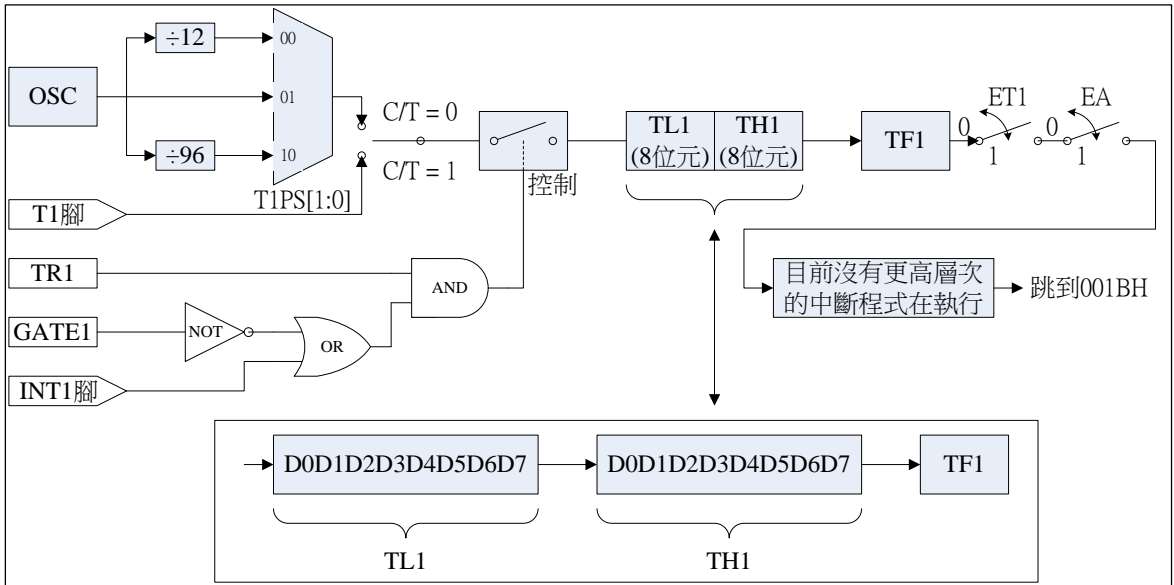 ÷12
00
OSC
01
÷96
10
T1PS[1:0]
C/T = 0
C/T = 1
控制
TL1
(8位元)
TH1
(8位元)
TF1
ET1
0
1
EA
0
1
T1腳
TR1
AND
GATE1
NOT
OR
INT1腳
目前沒有更高層次
的中斷程式在執行
跳到001BH
D0D1D2D3D4D5D6D7
D0D1D2D3D4D5D6D7
TF1
TL1
TH1